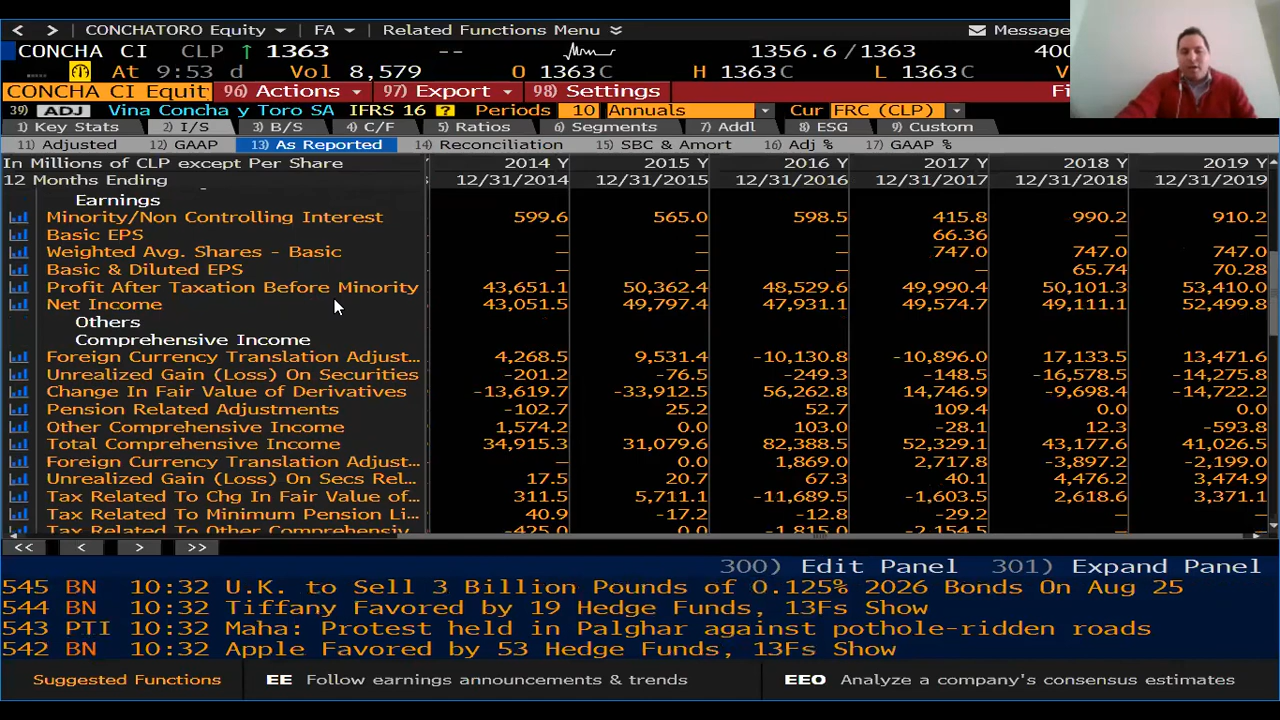 < > CONCHATORO Equity FA Related Functions Menu Message
CONCHA CI CLP ↑ 1363 -- 1356.6 / 1363 400
At 9:53 d Vol 8,579 O 1363C H 1363C L 1363C V
CONCHA CI Equit 96) Actions 97) Export 98) Settings Fi
39) ADJ Vina Concha y Toro SA IFRS 16 ? Periods 10 Annuals Cur FRC (CLP)
1) Key Stats 2) I/S 3) B/S 4) C/F 5) Ratios 6) Segments 7) Addl 8) ESG 9) Custom
11) Adjusted 12) GAAP 13) As Reported 14) Reconciliation 15) SBC & Amort 16) Adj % 17) GAAP %
In Millions of CLP except Per Share 2014 Y 2015 Y 2016 Y 2017 Y 2018 Y 2019 Y
12 Months Ending 12/31/2014 12/31/2015 12/31/2016 12/31/2017 12/31/2018 12/31/2019
Earnings
Minority/Non Controlling Interest 599.6 565.0 598.5 415.8 990.2 910.2
Basic EPS — — — 66.36 — —
Weighted Avg. Shares - Basic — — — 747.0 747.0 747.0
Basic & Diluted EPS — — — — 65.74 70.28
Profit After Taxation Before Minority 43,651.1 50,362.4 48,529.6 49,990.4 50,101.3 53,410.0
Net Income 43,051.5 49,797.4 47,931.1 49,574.7 49,111.1 52,499.8
Others
Comprehensive Income
Foreign Currency Translation Adjust... 4,268.5 9,531.4 -10,130.8 -10,896.0 17,133.5 13,471.6
Unrealized Gain (Loss) On Securities -201.2 -76.5 -249.3 -148.5 -16,578.5 -14,275.8
Change In Fair Value of Derivatives -13,619.7 -33,912.5 56,262.8 14,746.9 -9,698.4 -14,722.2
Pension Related Adjustments -102.7 25.2 52.7 109.4 0.0 0.0
Other Comprehensive Income 1,574.2 0.0 103.0 -28.1 12.3 -593.8
Total Comprehensive Income 34,915.3 31,079.6 82,388.5 52,329.1 43,177.6 41,026.5
Foreign Currency Translation Adjust... — 0.0 1,869.0 2,717.8 -3,897.2 -2,199.0
Unrealized Gain (Loss) On Secs Rel... 17.5 20.7 67.3 40.1 4,476.2 3,474.9
Tax Related To Chg In Fair Value of... 311.5 5,711.1 -11,689.5 -1,603.5 2,618.6 3,371.1
Tax Related To Minimum Pension Li... 40.9 -17.2 -12.8 -29.2 — —
Tax Related To Other Comprehensiv... -425.0 0.0 -1,815.0 -2,154.5 — —
<< < > >>
300) Edit Panel 301) Expand Panel
545 BN 10:32 U.K. to Sell 3 Billion Pounds of 0.125% 2026 Bonds On Aug 25
544 BN 10:32 Tiffany Favored by 19 Hedge Funds, 13Fs Show
543 PTI 10:32 Maha: Protest held in Palghar against pothole-ridden roads
542 BN 10:32 Apple Favored by 53 Hedge Funds, 13Fs Show
Suggested Functions EE Follow earnings announcements & trends EEO Analyze a company's consensus estimates